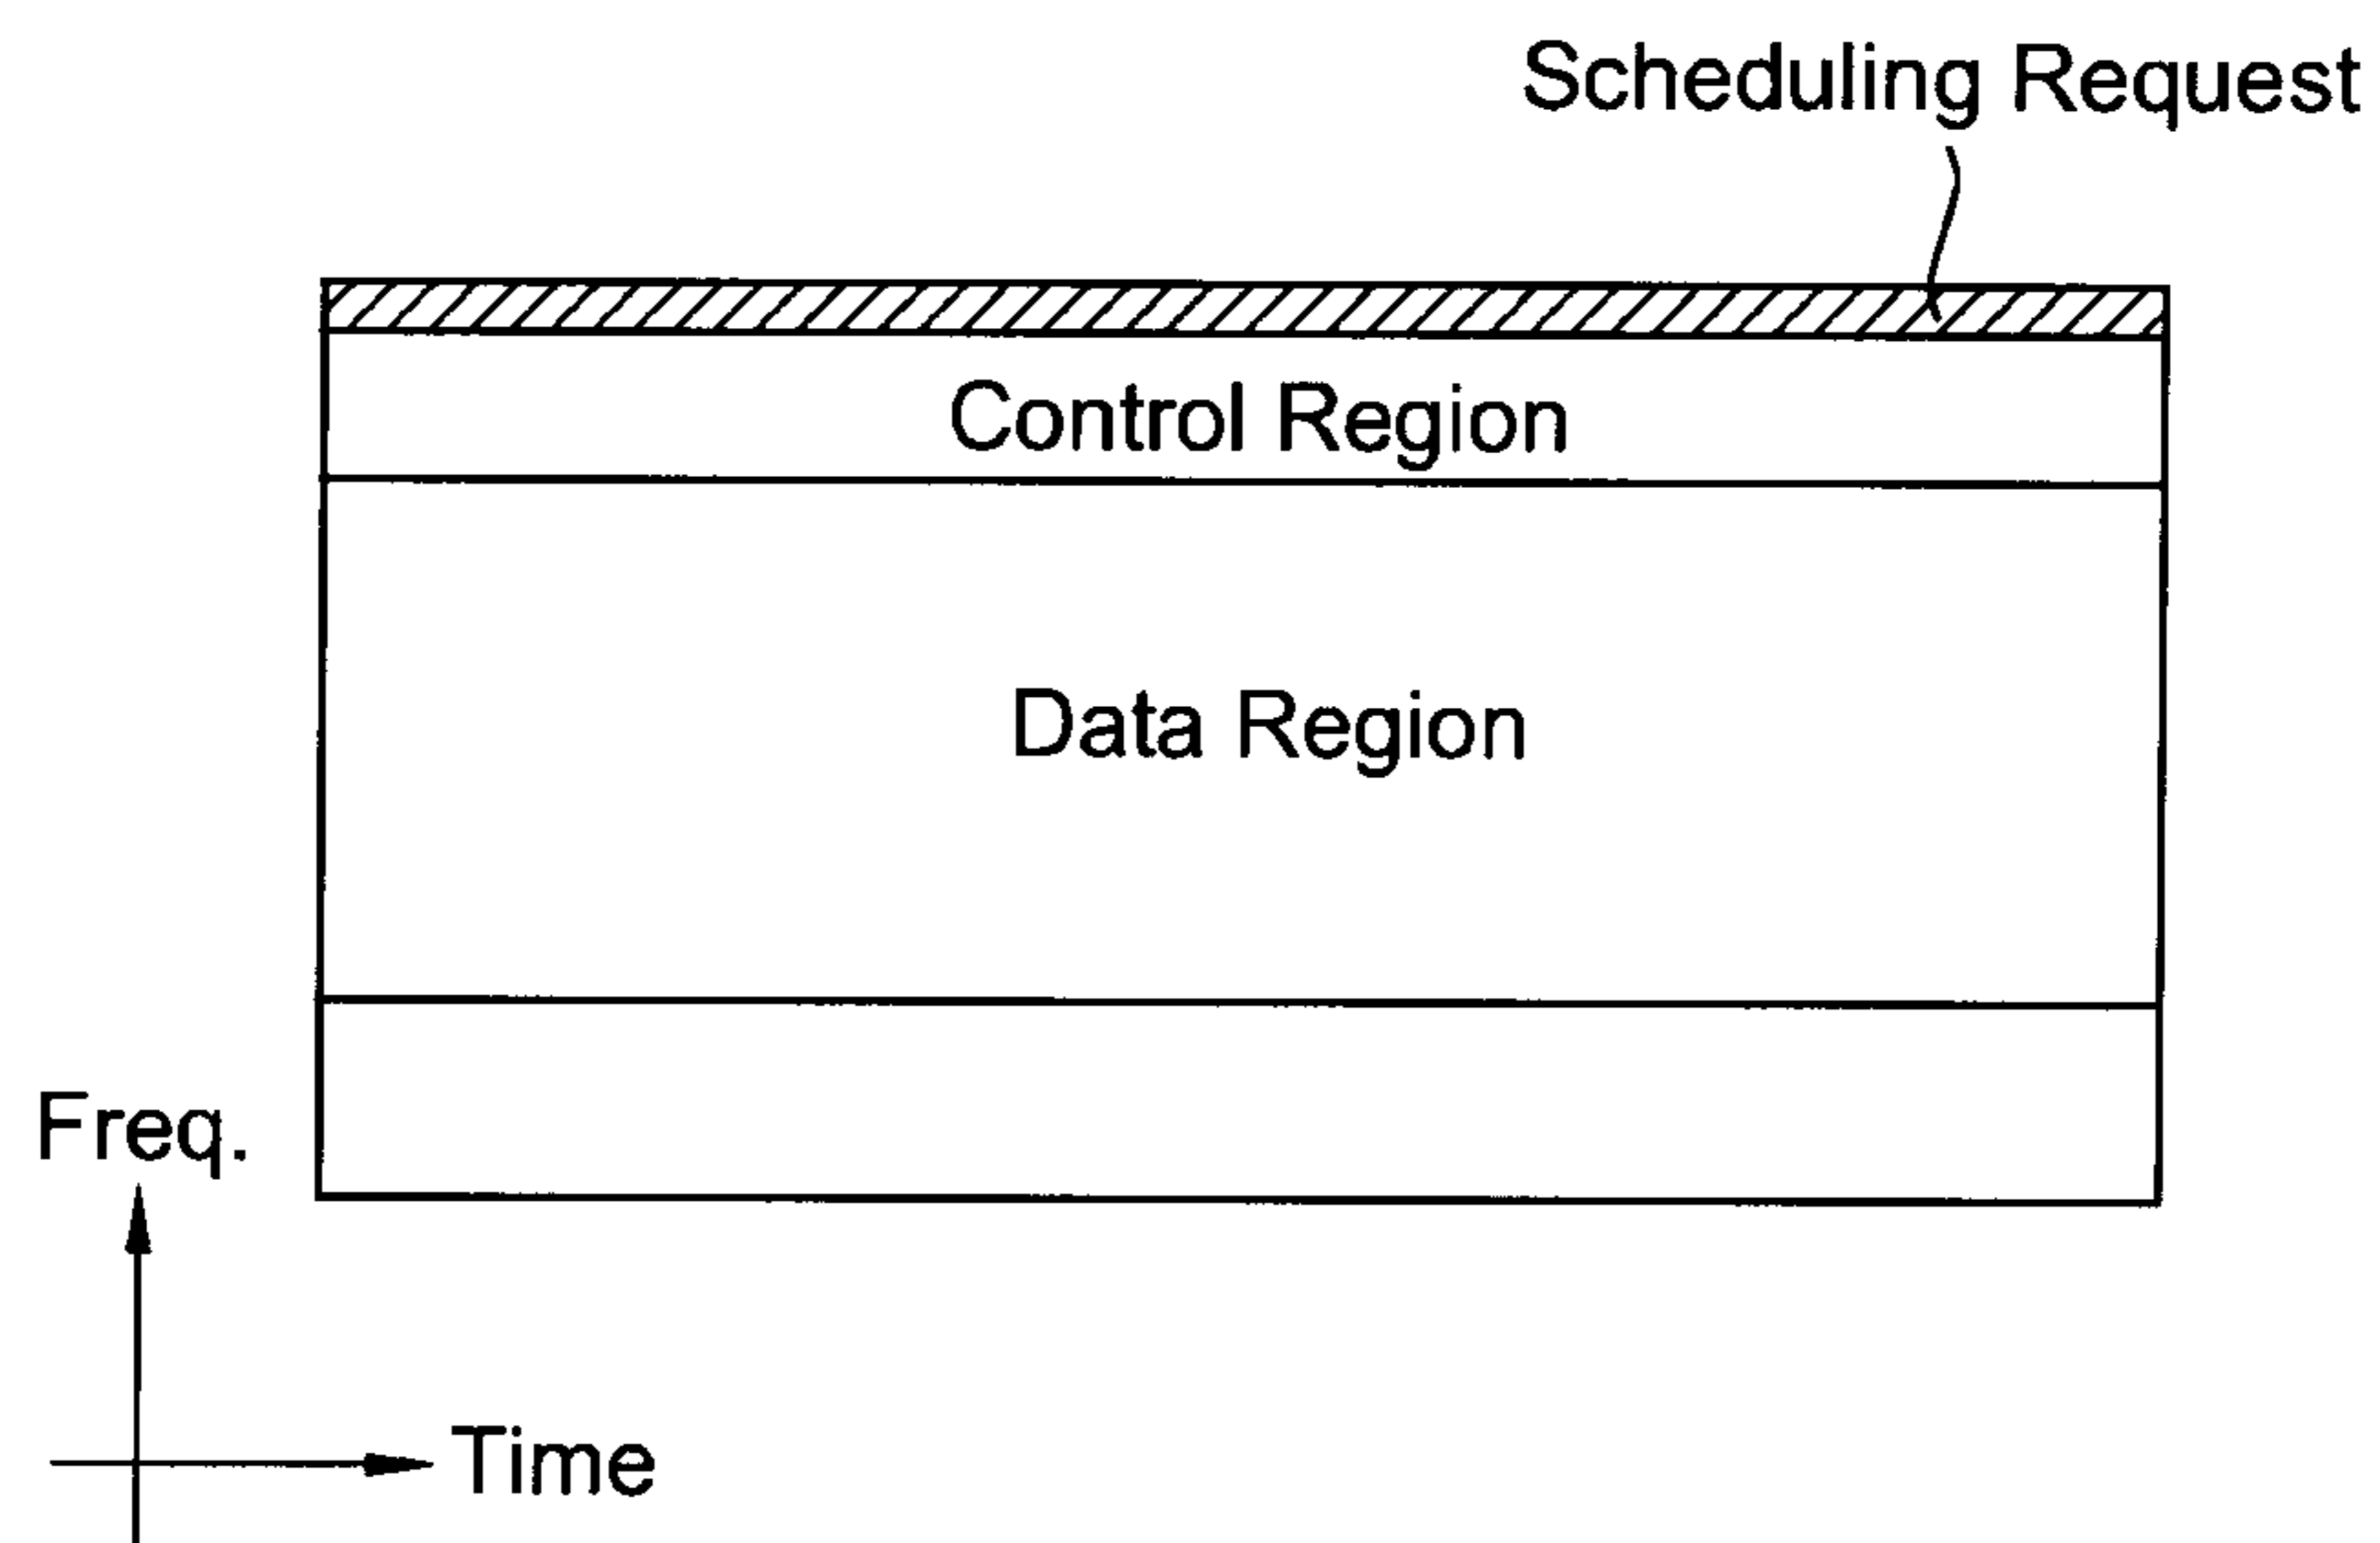 Scheduling Request
Control Region
Data Region
Freq.
Time